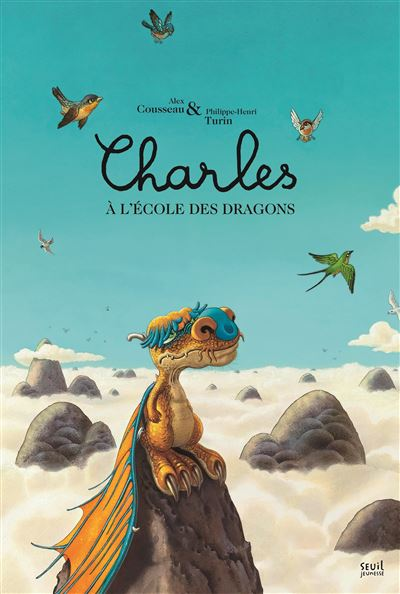 Alex
Cousseau & Philippe-Henri
Turin
Charles
À L'ÉCOLE DES DRAGONS
SEUIL
JEUNESSE